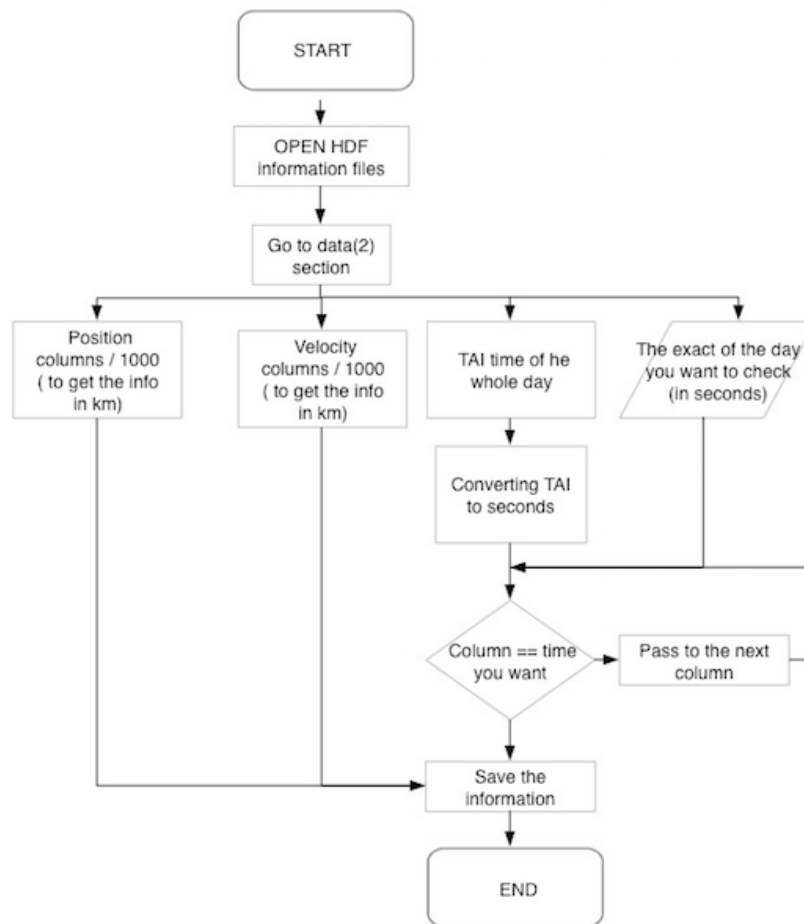 START
OPEN HDF
information files
Go to data(2)
section
Position
columns / 1000
( to get the info
in km)
Velocity
columns / 1000
( to get the info
in km)
TAI time of he
whole day
The exact of the day
you want to check
(in seconds)
Converting TAI
to seconds
Column == time
you want
Pass to the next
column
Save the
information
END